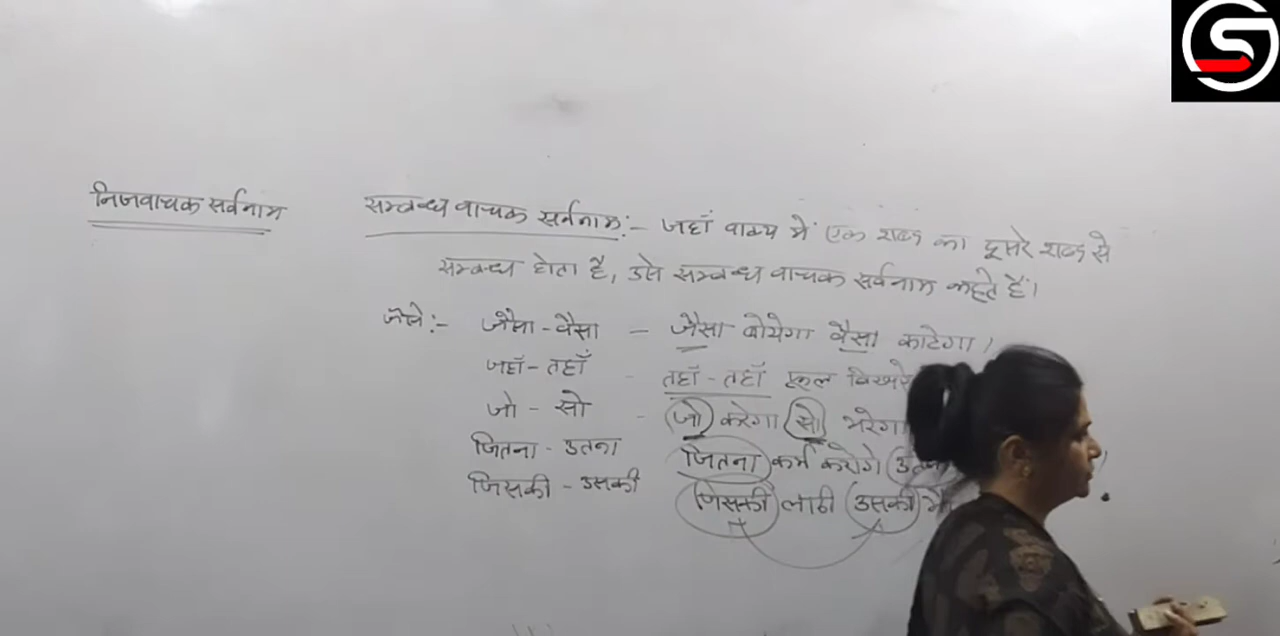 निजवाचक सर्वनाम
सम्बन्ध वाचक सर्वनाम:- जहाँ वाक्य में एक शब्द का दूसरे शब्द से
सम्बन्ध होता है, उसे सम्बन्ध वाचक सर्वनाम कहते हैं।
जैसे:- जैसा - वैसा - जैसा बोयेगा वैसा काटेगा।
जहाँ - तहाँ - तहाँ - तहाँ फूल बिखरे
जो - सो - जो करेगा सो भरेगा
जितना - उतना जितना कर्म करोगे
जिसकी - उसकी जिसकी लाठी उसकी